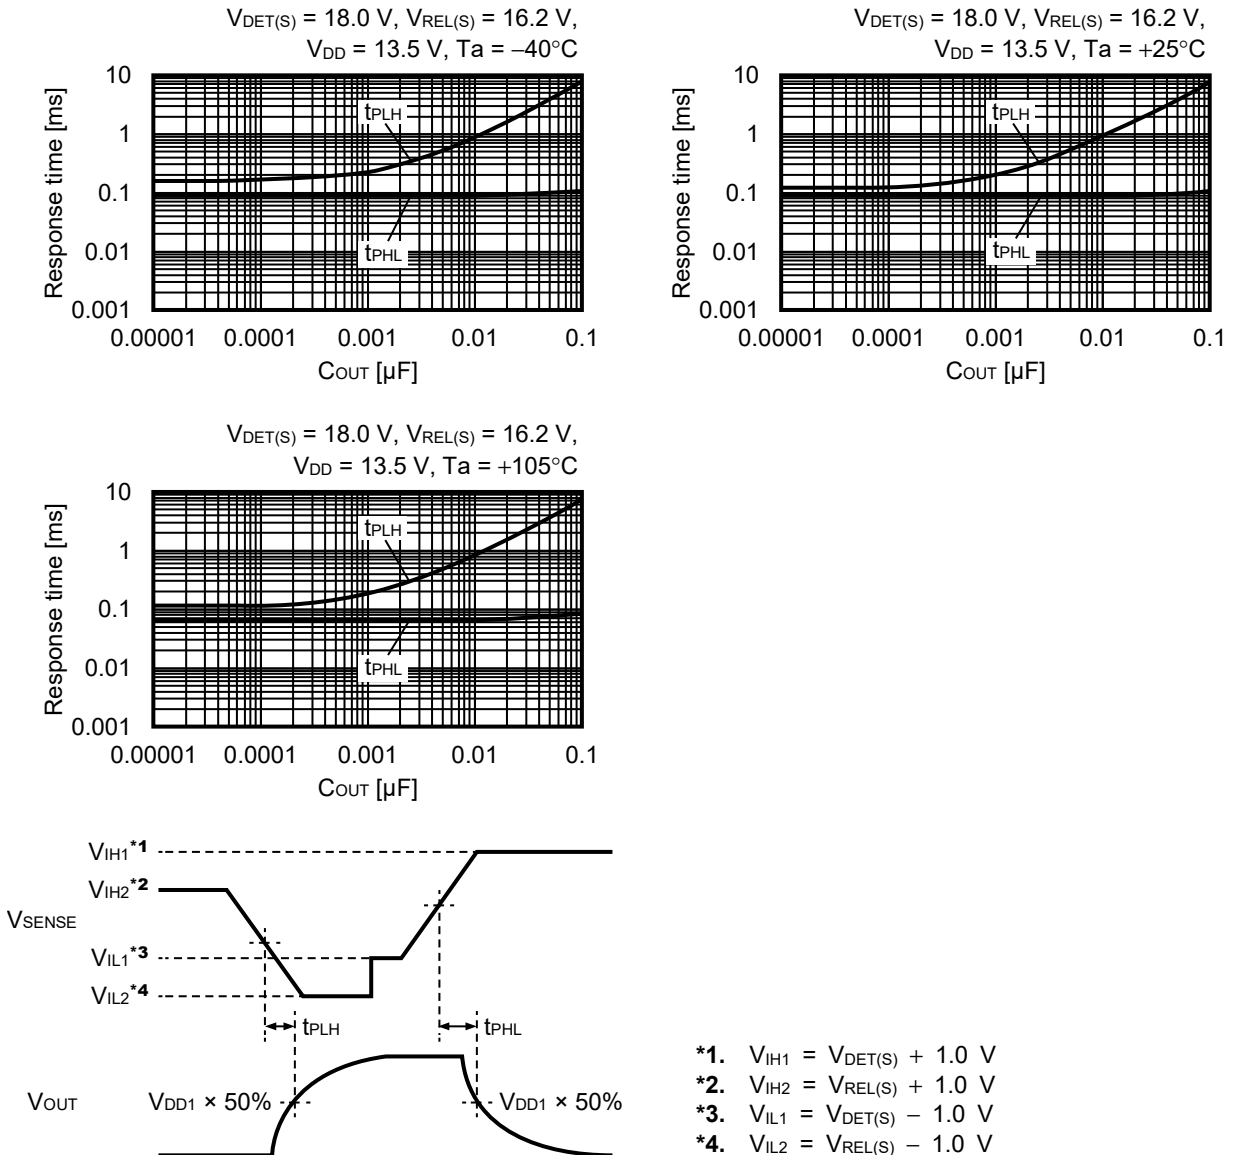 VDET(S) = 18.0 V, VREL(S) = 16.2 V,
VDD = 13.5 V, Ta = −40°C
10
1
0.1
0.01
0.001
Response time [ms]
tPLH
tPHL
0.00001 0.0001 0.001 0.01 0.1
COUT [µF]
VDET(S) = 18.0 V, VREL(S) = 16.2 V,
VDD = 13.5 V, Ta = +25°C
10
1
0.1
0.01
0.001
Response time [ms]
tPLH
tPHL
0.00001 0.0001 0.001 0.01 0.1
COUT [µF]
VDET(S) = 18.0 V, VREL(S) = 16.2 V,
VDD = 13.5 V, Ta = +105°C
10
1
0.1
0.01
0.001
Response time [ms]
tPLH
tPHL
0.00001 0.0001 0.001 0.01 0.1
COUT [µF]
VIH1*1
VIH2*2
VSENSE
VIL1*3
VIL2*4
tPLH
tPHL
VOUT
VDD1 × 50%
VDD1 × 50%
*1. VIH1 = VDET(S) + 1.0 V
*2. VIH2 = VREL(S) + 1.0 V
*3. VIL1 = VDET(S) − 1.0 V
*4. VIL2 = VREL(S) − 1.0 V